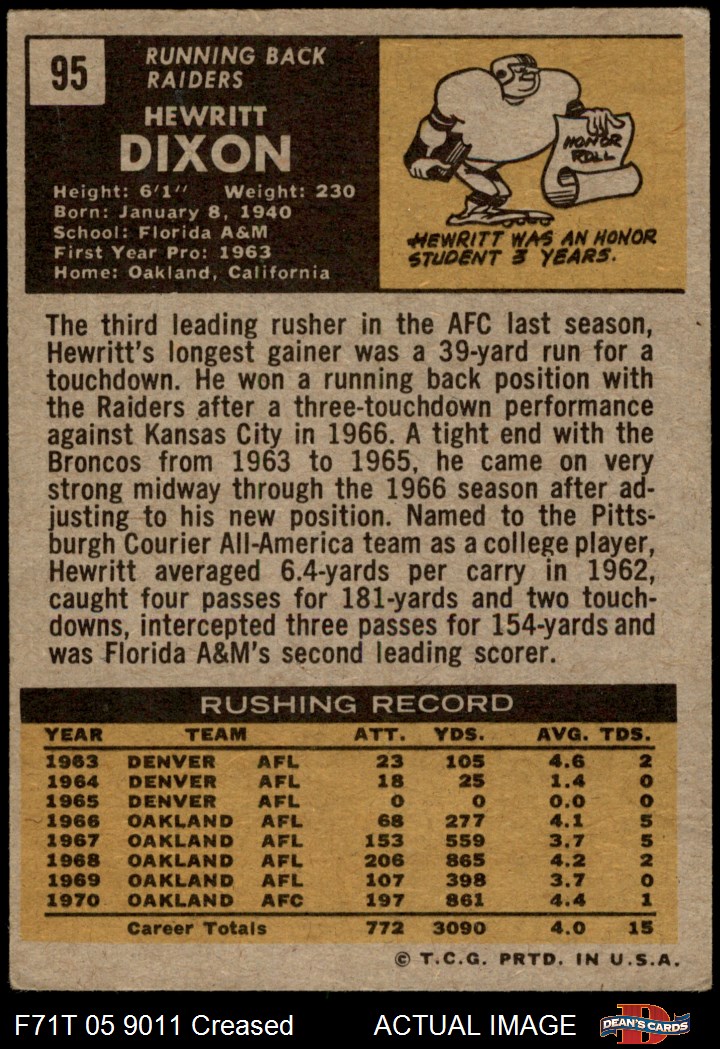 95
RUNNING BACK
RAIDERS
HEWRITT
DIXON
Height: 6'1" Weight: 230
Born: January 8, 1940
School: Florida A&M
First Year Pro: 1963
Home: Oakland, California
HONOR
ROLL
HEWRITT WAS AN HONOR
STUDENT 3 YEARS.
The third leading rusher in the AFC last season,
Hewritt's longest gainer was a 39-yard run for a
touchdown. He won a running back position with
the Raiders after a three-touchdown performance
against Kansas City in 1966. A tight end with the
Broncos from 1963 to 1965, he came on very
strong midway through the 1966 season after ad-
justing to his new position. Named to the Pitts-
burgh Courier All-America team as a college player,
Hewritt averaged 6.4-yards per carry in 1962,
caught four passes for 181-yards and two touch-
downs, intercepted three passes for 154-yards and
was Florida A&M's second leading scorer.
RUSHING RECORD
YEAR TEAM ATT. YDS. AVG. TDS.
1963 DENVER AFL 23 105 4.6 2
1964 DENVER AFL 18 25 1.4 0
1965 DENVER AFL 0 0 0.0 0
1966 OAKLAND AFL 68 277 4.1 5
1967 OAKLAND AFL 153 559 3.7 5
1968 OAKLAND AFL 206 865 4.2 2
1969 OAKLAND AFL 107 398 3.7 0
1970 OAKLAND AFC 197 861 4.4 1
Career Totals 772 3090 4.0 15
© T.C.G. PRTD. IN U.S.A.
F71T 05 9011 Creased ACTUAL IMAGE
DEAN'S CARDS